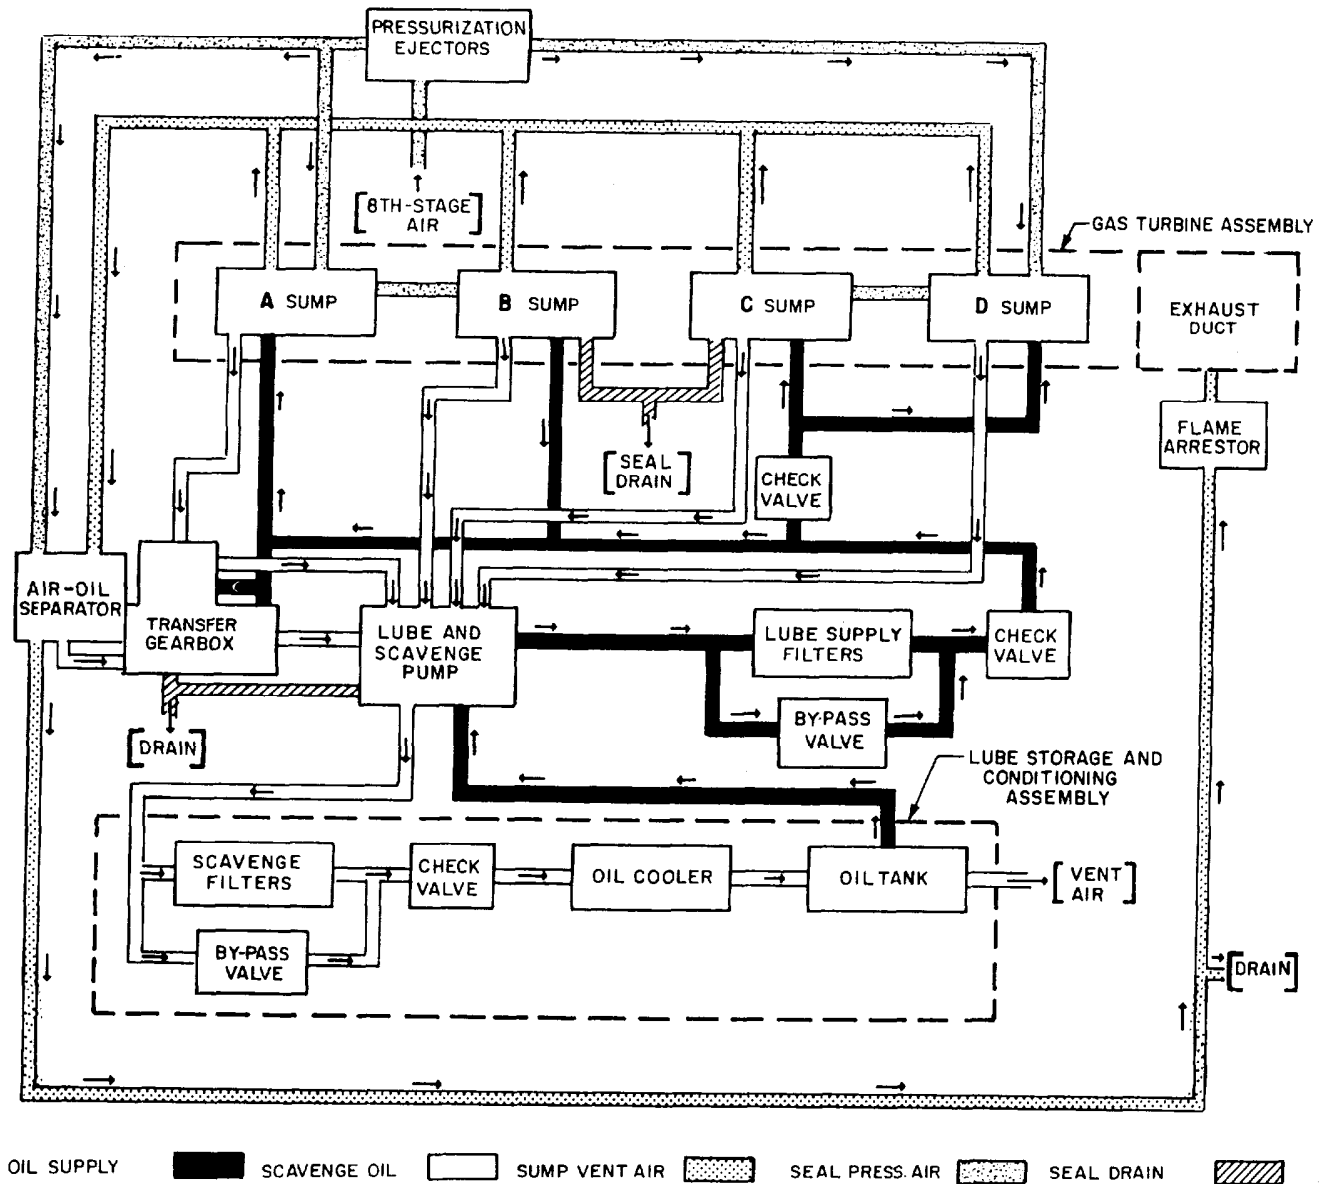 PRESSURIZATION
EJECTORS
[8TH-STAGE
AIR]
GAS TURBINE ASSEMBLY
A SUMP
B SUMP
C SUMP
D SUMP
EXHAUST
DUCT
FLAME
ARRESTOR
[SEAL
DRAIN]
CHECK
VALVE
AIR-OIL
SEPARATOR
TRANSFER
GEARBOX
LUBE AND
SCAVENGE
PUMP
LUBE SUPPLY
FILTERS
CHECK
VALVE
BY-PASS
VALVE
[DRAIN]
LUBE STORAGE AND
CONDITIONING
ASSEMBLY
SCAVENGE
FILTERS
CHECK
VALVE
OIL COOLER
OIL TANK
[VENT
AIR]
BY-PASS
VALVE
[DRAIN]
OIL SUPPLY
SCAVENGE OIL
SUMP VENT AIR
SEAL PRESS. AIR
SEAL DRAIN